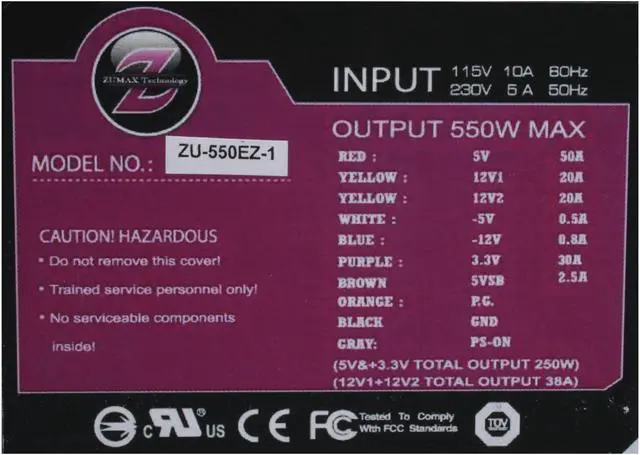 ZUMAX Technology
INPUT 115V 10A 60Hz
230V 5A 50Hz
OUTPUT 550W MAX
MODEL NO.: ZU-550EZ-1
RED : 5V 50A
YELLOW : 12V1 20A
YELLOW : 12V2 20A
WHITE : -5V 0.5A
BLUE : -12V 0.8A
PURPLE : 3.3V 30A
BROWN 5VSB 2.5A
ORANGE : P.G.
BLACK GND
GRAY: PS-ON
(5V&+3.3V TOTAL OUTPUT 250W)
(12V1+12V2 TOTAL OUTPUT 38A)
CAUTION! HAZARDOUS
• Do not remove this cover!
• Trained service personnel only!
• No serviceable components
inside!
c RU® US CE FC Tested To Comply
With FCC Standards
TUV